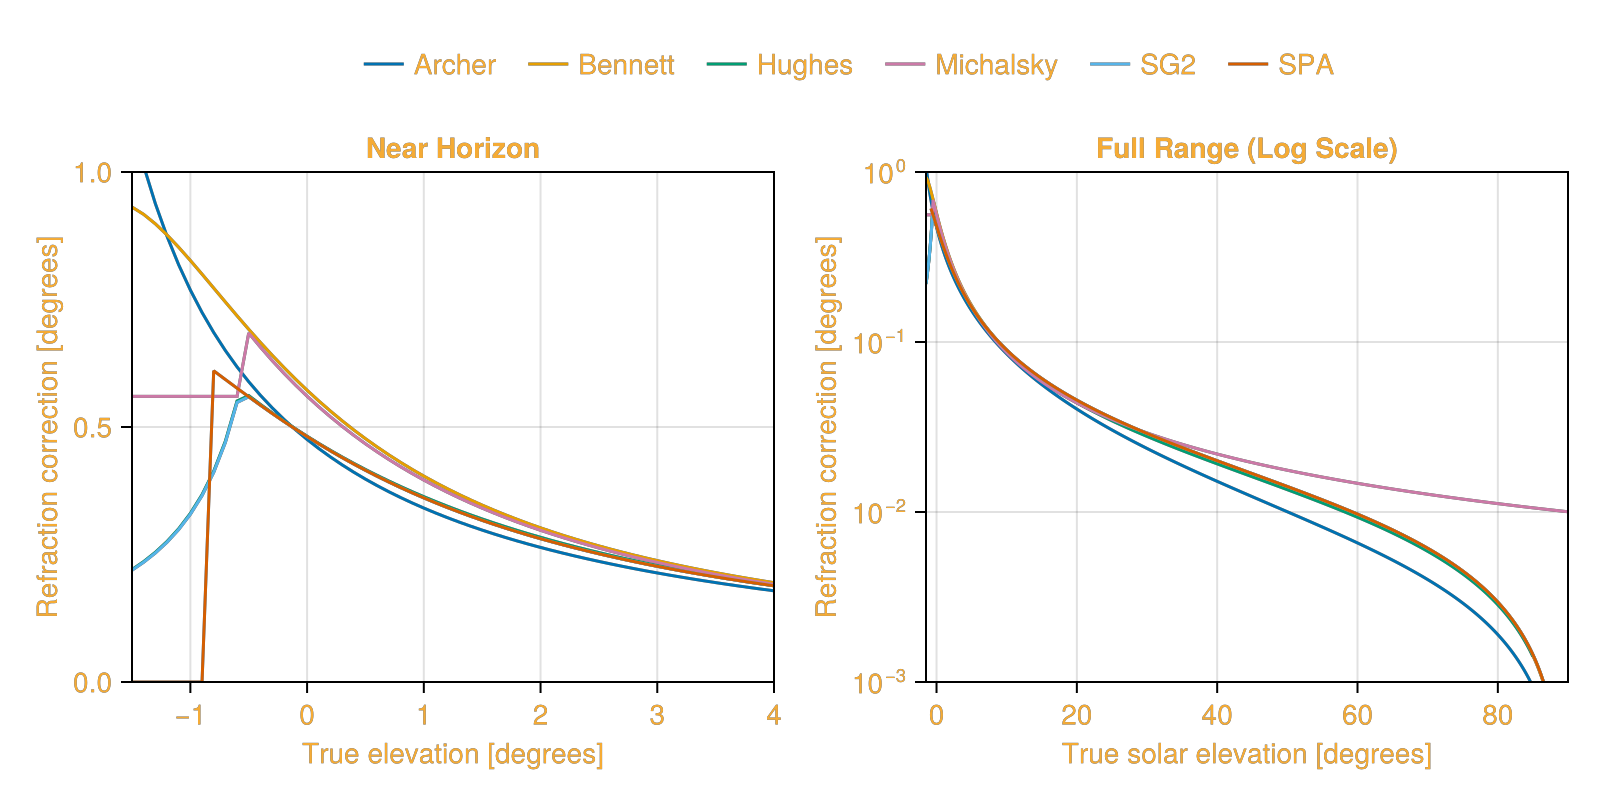 Archer Bennett Hughes Michalsky SG2 SPA
Near Horizon
1.0
0.5
0.0
Refraction correction [degrees]
−1 0 1 2 3 4
True elevation [degrees]
Full Range (Log Scale)
10⁰
10⁻¹
10⁻²
10⁻³
Refraction correction [degrees]
0 20 40 60 80
True solar elevation [degrees]